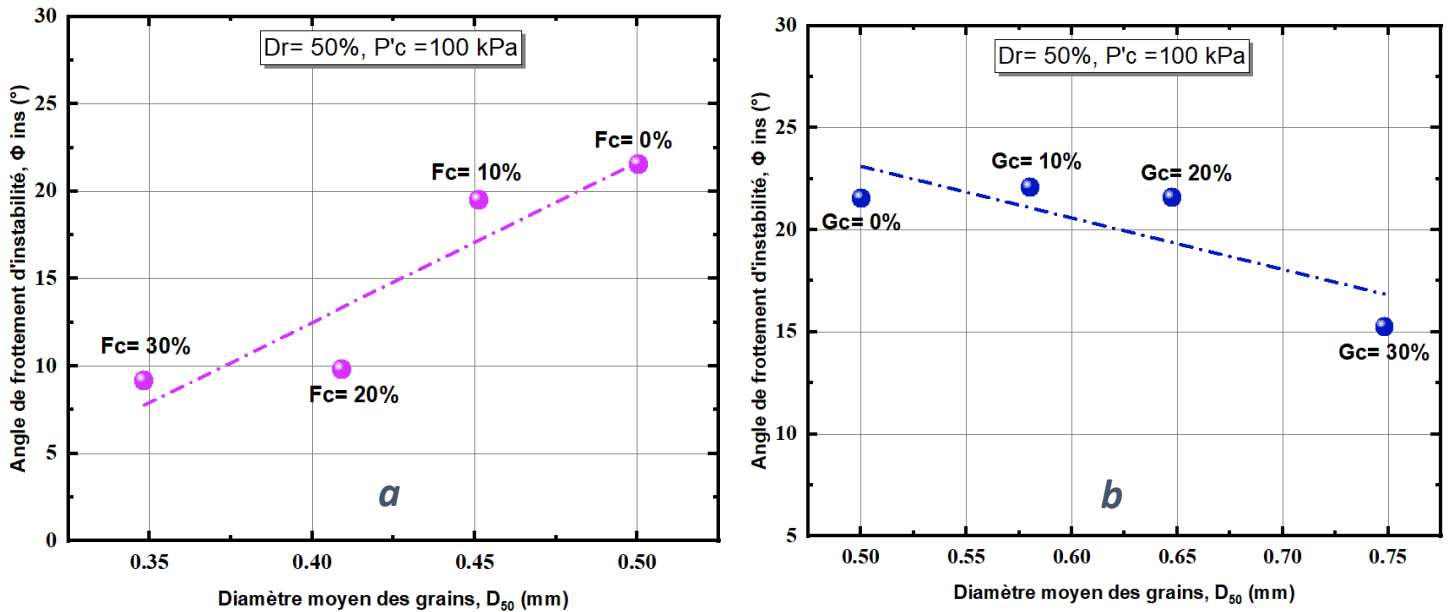 Dr= 50%, P'c =100 kPa
Angle de frottement d'instabilité, Φ ins (°)
30
25
20
15
10
5
0
Fc= 0%
Fc= 10%
Fc= 30%
Fc= 20%
a
0.35
0.40
0.45
0.50
Diamètre moyen des grains, D50 (mm)
Dr= 50%, P'c =100 kPa
Angle de frottement d'instabilité, Φ ins (°)
30
25
20
15
10
5
Gc= 10%
Gc= 20%
Gc= 0%
Gc= 30%
b
0.50
0.55
0.60
0.65
0.70
0.75
Diamètre moyen des grains, D50 (mm)